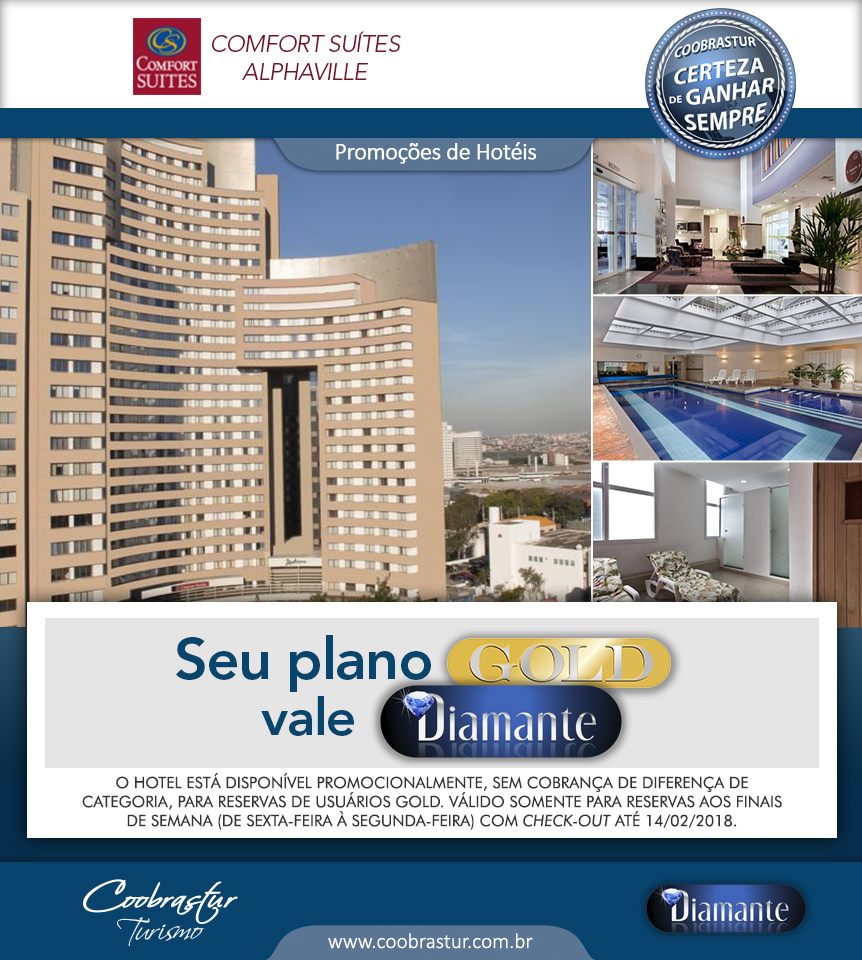 COMFORT
SUITES
COMFORT SUÍTES
ALPHAVILLE
COOBRASTUR
CERTEZA
DE GANHAR
SEMPRE
Promoções de Hotéis
Radisson
Seu plano GOLD
vale Diamante
O HOTEL ESTÁ DISPONÍVEL PROMOCIONALMENTE, SEM COBRANÇA DE DIFERENÇA DE
CATEGORIA, PARA RESERVAS DE USUÁRIOS GOLD. VÁLIDO SOMENTE PARA RESERVAS AOS FINAIS
DE SEMANA (DE SEXTA-FEIRA À SEGUNDA-FEIRA) COM CHECK-OUT ATÉ 14/02/2018.
Coobrastur
Turismo
www.coobrastur.com.br
Diamante